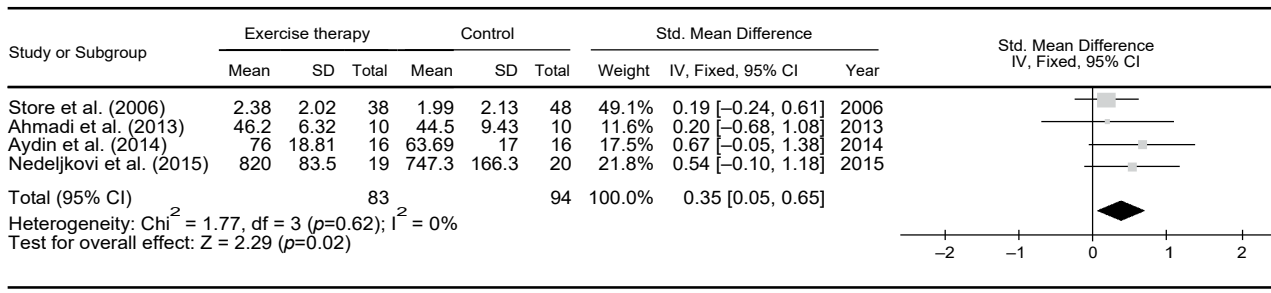 Study or Subgroup Exercise therapy Control Std. Mean Difference Std. Mean Difference
Mean SD Total Mean SD Total Weight IV, Fixed, 95% CI Year IV, Fixed, 95% CI
Store et al. (2006) 2.38 2.02 38 1.99 2.13 48 49.1% 0.19 [–0.24, 0.61] 2006
Ahmadi et al. (2013) 46.2 6.32 10 44.5 9.43 10 11.6% 0.20 [–0.68, 1.08] 2013
Aydin et al. (2014) 76 18.81 16 63.69 17 16 17.5% 0.67 [–0.05, 1.38] 2014
Nedeljkovi et al. (2015) 820 83.5 19 747.3 166.3 20 21.8% 0.54 [–0.10, 1.18] 2015
Total (95% CI) 83 94 100.0% 0.35 [0.05, 0.65]
Heterogeneity: Chi² = 1.77, df = 3 (p=0.62); I² = 0%
Test for overall effect: Z = 2.29 (p=0.02)
–2 –1 0 1 2